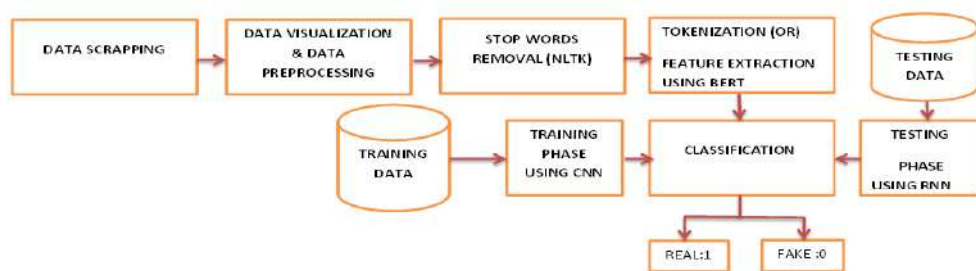 DATA SCRAPPING
DATA VISUALIZATION
& DATA
PREPROCESSING
STOP WORDS
REMOVAL (NLTK)
TOKENIZATION (OR)
FEATURE EXTRACTION
USING BERT
TESTING
DATA
TRAINING
DATA
TRAINING
PHASE
USING CNN
CLASSIFICATION
TESTING
PHASE
USING RNN
REAL:1
FAKE :0